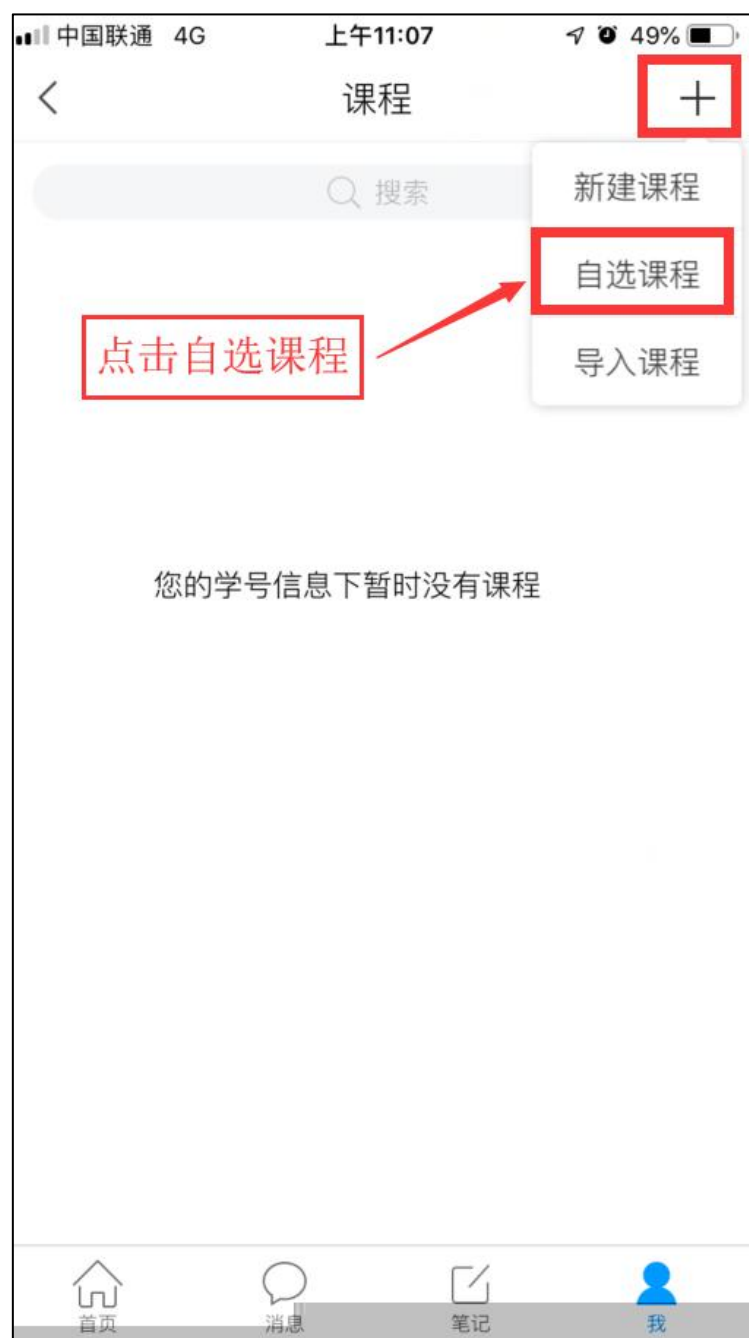 中国联通 4G 上午11:07 49%
课程
搜索
新建课程
自选课程
点击自选课程
导入课程
您的学号信息下暂时没有课程
首页 消息 笔记 我